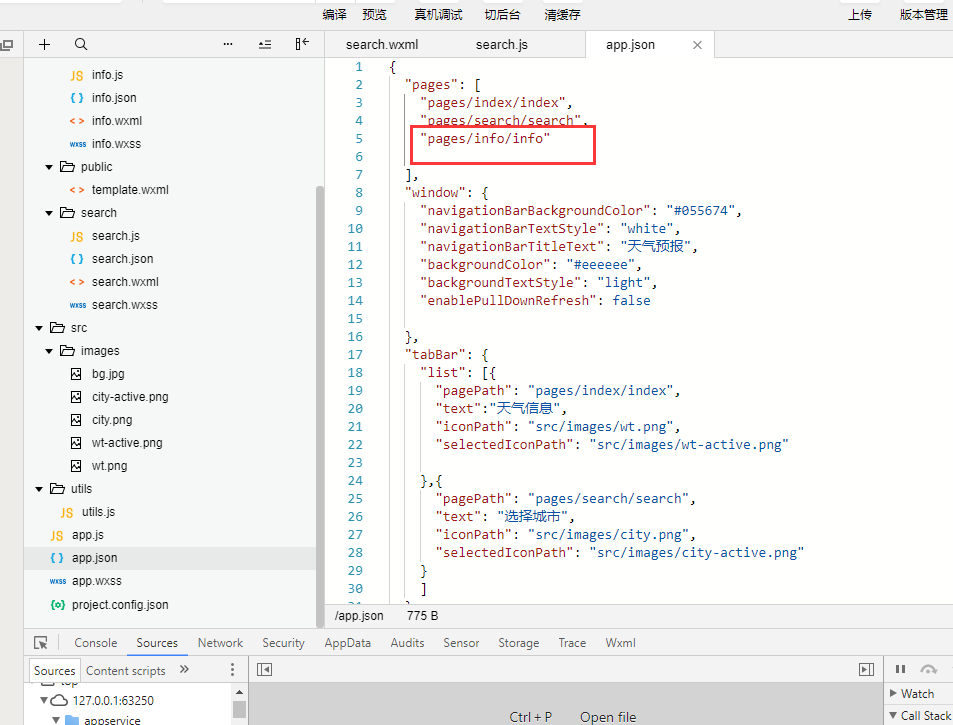 编译 预览 真机调试 切后台 清缓存 上传 版本管理
search.wxml search.js app.json
JS info.js
{ } info.json
< > info.wxml
wxss info.wxss
public
< > template.wxml
search
JS search.js
{ } search.json
< > search.wxml
wxss search.wxss
src
images
bg.jpg
city-active.png
city.png
wt-active.png
wt.png
utils
JS utils.js
JS app.js
{ } app.json
wxss app.wxss
{o} project.config.json
1 {
2 "pages": [
3 "pages/index/index",
4 "pages/search/search",
5 "pages/info/info"
6
7 ],
8 "window": {
9 "navigationBarBackgroundColor": "#055674",
10 "navigationBarTextStyle": "white",
11 "navigationBarTitleText": "天气预报",
12 "backgroundColor": "#eeeeee",
13 "backgroundTextStyle": "light",
14 "enablePullDownRefresh": false
15
16 },
17 "tabBar": {
18 "list": [{
19 "pagePath": "pages/index/index",
20 "text":"天气信息",
21 "iconPath": "src/images/wt.png",
22 "selectedIconPath": "src/images/wt-active.png"
23
24 },{
25 "pagePath": "pages/search/search",
26 "text": "选择城市",
27 "iconPath": "src/images/city.png",
28 "selectedIconPath": "src/images/city-active.png"
29 }
30 ]
/app.json 775 B
Console Sources Network Security AppData Audits Sensor Storage Trace Wxml
Sources Content scripts »
top
127.0.0.1:63250
appservice
Ctrl + P Open file
Watch
Call Stack